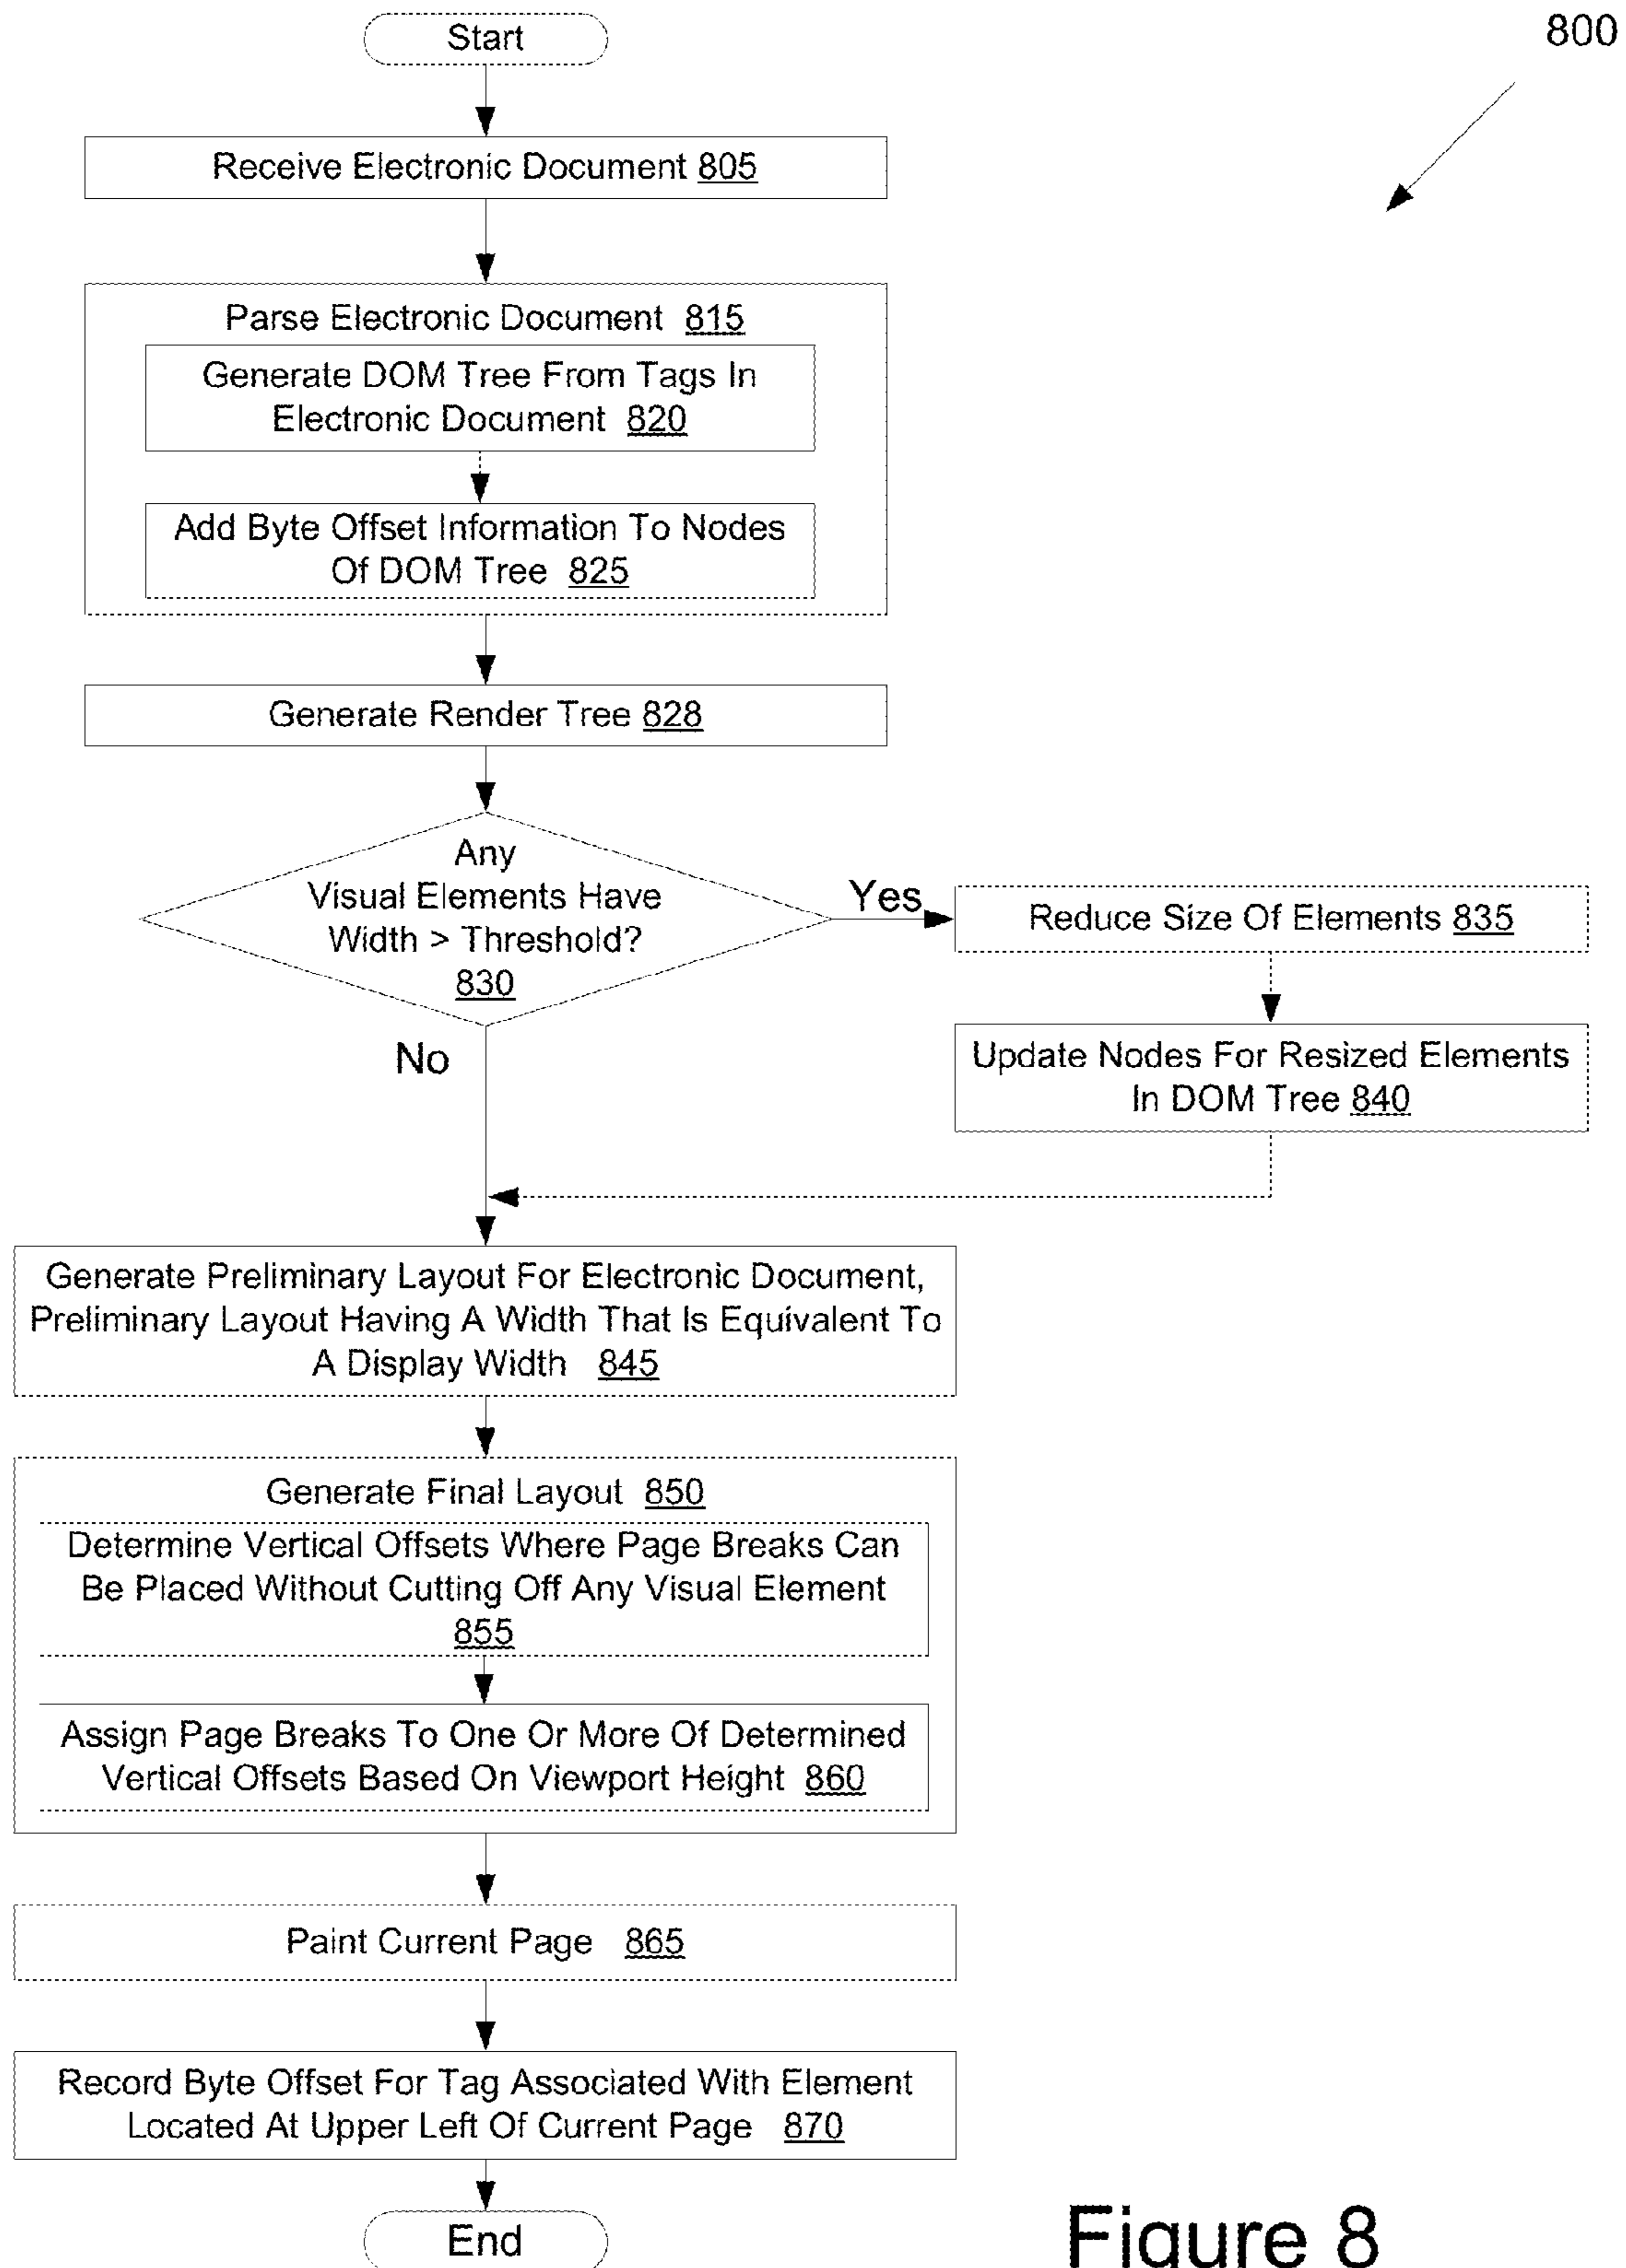 Start
800
Receive Electronic Document 805
Parse Electronic Document 815
Generate DOM Tree From Tags In
Electronic Document 820
Add Byte Offset Information To Nodes
Of DOM Tree 825
Generate Render Tree 828
Any
Visual Elements Have
Width > Threshold?
830
Yes
Reduce Size Of Elements 835
Update Nodes For Resized Elements
In DOM Tree 840
No
Generate Preliminary Layout For Electronic Document,
Preliminary Layout Having A Width That Is Equivalent To
A Display Width 845
Generate Final Layout 850
Determine Vertical Offsets Where Page Breaks Can
Be Placed Without Cutting Off Any Visual Element
855
Assign Page Breaks To One Or More Of Determined
Vertical Offsets Based On Viewport Height 860
Paint Current Page 865
Record Byte Offset For Tag Associated With Element
Located At Upper Left Of Current Page 870
End
Figure 8